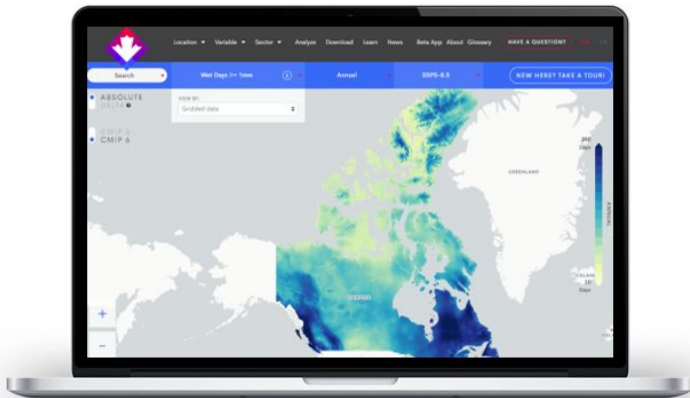 Location Variable Sector Analyze Download Learn News Beta App About Glossary HAVE A QUESTION?
Search Wet Days >= 1mm Annual SSP5-8.5 NEW HERE? TAKE A TOUR!
ABSOLUTE
DELTA
VIEW BY:
Gridded data
CMIP 5
CMIP 6
GREENLAND
Days
ANNUAL
Days
CANADA
+
−